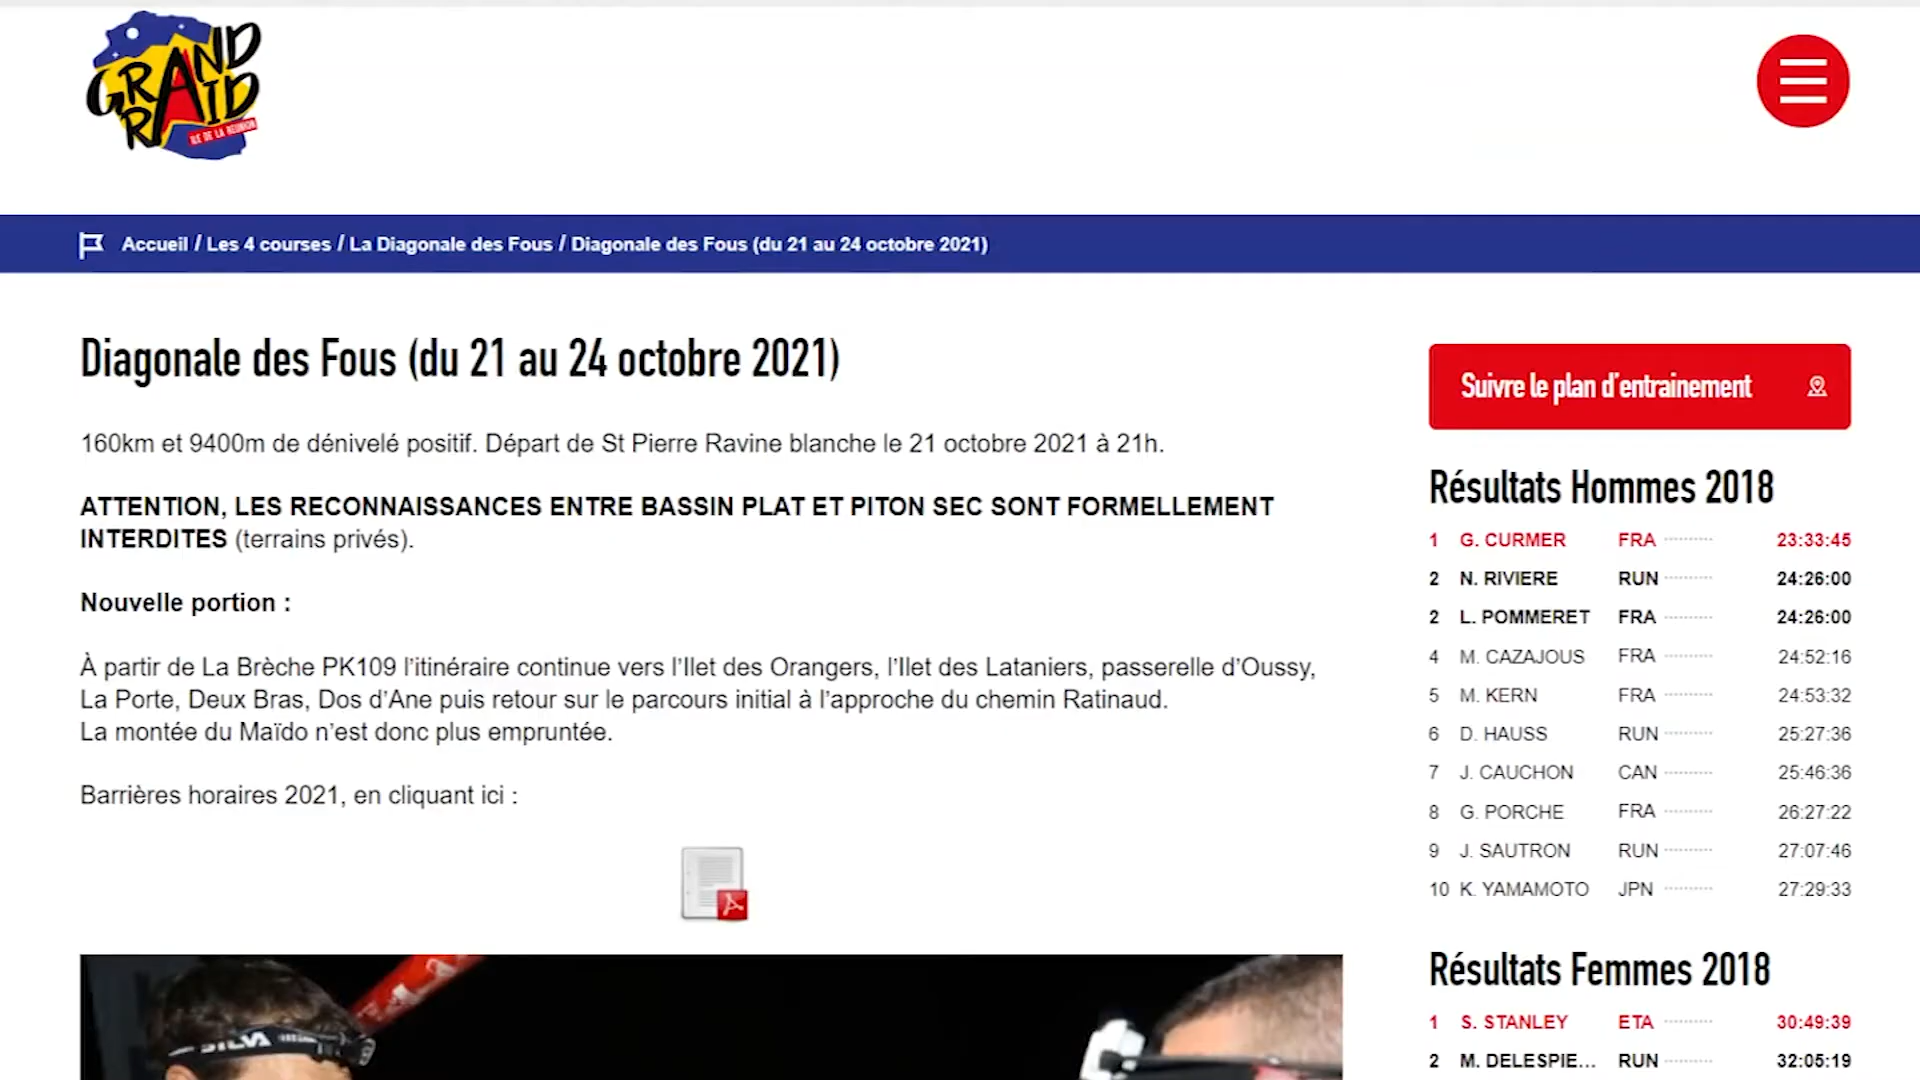 GRAND
RAID
ILE DE LA REUNION
Accueil / Les 4 courses / La Diagonale des Fous / Diagonale des Fous (du 21 au 24 octobre 2021)
Diagonale des Fous (du 21 au 24 octobre 2021)
160km et 9400m de dénivelé positif. Départ de St Pierre Ravine blanche le 21 octobre 2021 à 21h.
ATTENTION, LES RECONNAISSANCES ENTRE BASSIN PLAT ET PITON SEC SONT FORMELLEMENT
INTERDITES (terrains privés).
Nouvelle portion :
À partir de La Brèche PK109 l’itinéraire continue vers l’Ilet des Orangers, l’Ilet des Lataniers, passerelle d’Oussy,
La Porte, Deux Bras, Dos d’Ane puis retour sur le parcours initial à l’approche du chemin Ratinaud.
La montée du Maïdo n’est donc plus empruntée.
Barrières horaires 2021, en cliquant ici :
SILVA
Suivre le plan d’entrainement
Résultats Hommes 2018
1 G. CURMER FRA 23:33:45
2 N. RIVIERE RUN 24:26:00
2 L. POMMERET FRA 24:26:00
4 M. CAZAJOUS FRA 24:52:16
5 M. KERN FRA 24:53:32
6 D. HAUSS RUN 25:27:36
7 J. CAUCHON CAN 25:46:36
8 G. PORCHE FRA 26:27:22
9 J. SAUTRON RUN 27:07:46
10 K. YAMAMOTO JPN 27:29:33
Résultats Femmes 2018
1 S. STANLEY ETA 30:49:39
2 M. DELESPIE... RUN 32:05:19